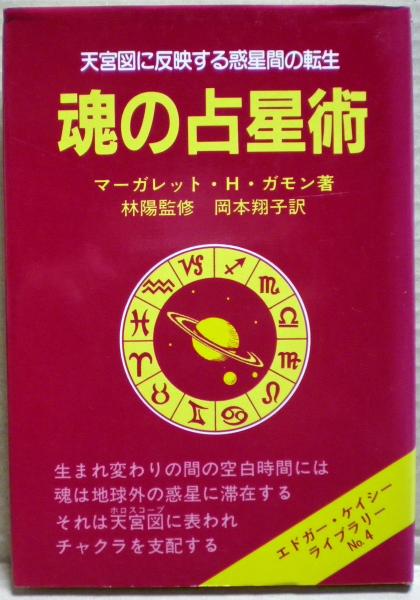 天宮図に反映する惑星間の転生
魂の占星術
マーガレット・H・ガモン著
林陽監修 岡本翔子訳
生まれ変わりの間の空白時間には
魂は地球外の惑星に滞在する
ホロスコープ
それは天宮図に表われ
チャクラを支配する
エドガー・ケイシー
ライブラリー
No.4